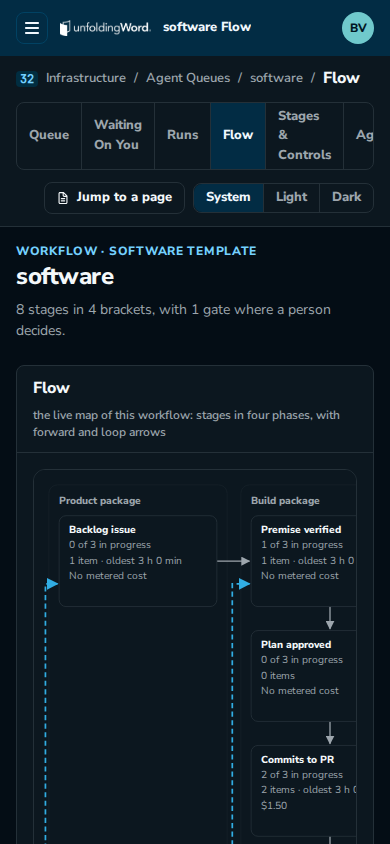 unfoldingWord. software Flow BV
32 Infrastructure / Agent Queues / software / Flow
Queue
Waiting
On You
Runs
Flow
Stages
&
Controls
Ag
Jump to a page System Light Dark
WORKFLOW · SOFTWARE TEMPLATE
software
8 stages in 4 brackets, with 1 gate where a person
decides.
Flow
the live map of this workflow: stages in four phases, with
forward and loop arrows
Product package
Backlog issue
0 of 3 in progress
1 item · oldest 3 h 0 min
No metered cost
Build package
Premise verified
1 of 3 in progress
1 item · oldest 3 h 0
No metered cost
Plan approved
0 of 3 in progress
0 items
No metered cost
Commits to PR
2 of 3 in progress
2 items · oldest 3 h 0
$1.50